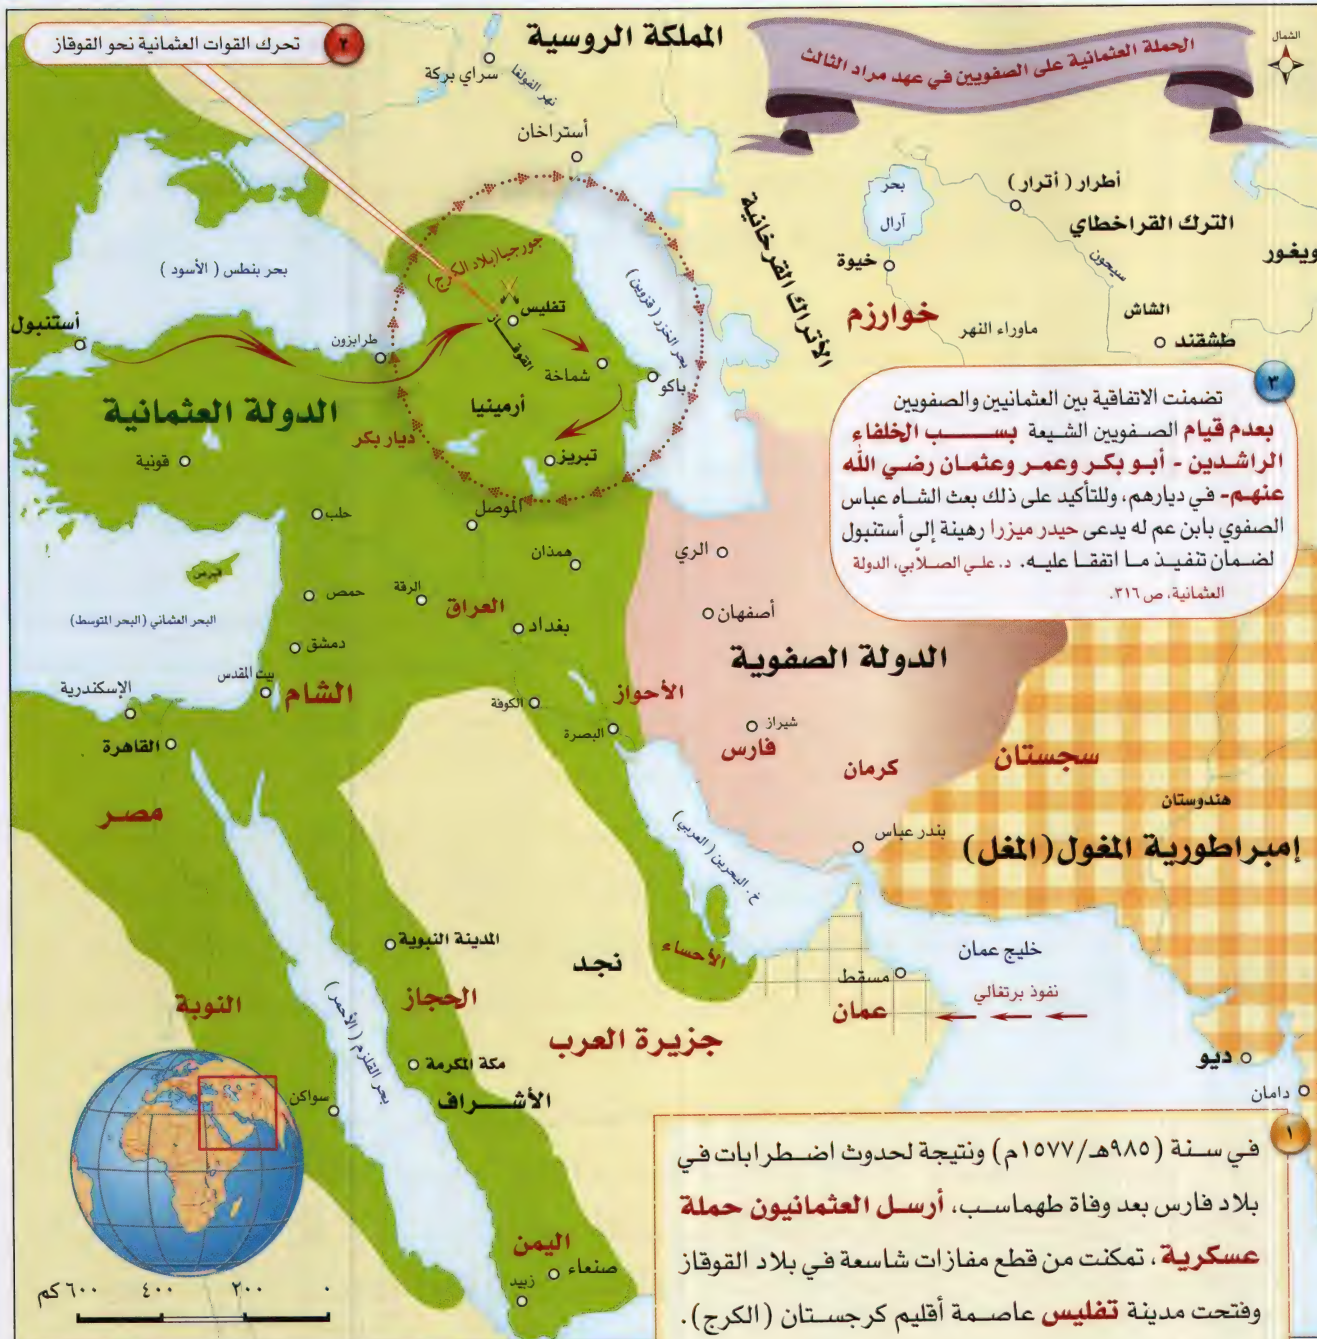 الحملة العثمانية على الصفويين في عهد مراد الثالث
الشمال
٢
تحرك القوات العثمانية نحو القوقاز
المملكة الروسية
سراي بركة
نهر الفولغا
أستراخان
بحر آرال
أطرار ( أترار )
الترك القراخطاي
ويغور
سيحون
الأتراك القرخانية
خيوة
خوارزم
ماوراء النهر
الشاش
طشقند
جورجيا(بلاد الكرج)
بحر بنطس ( الأسود )
بحر الخزر ( قزوين)
أستنبول
طرابزون
تفليس
القوقـــاز
شماخة
باكو
أرمينيا
الدولة العثمانية
ديار بكر
تبريز
قونية
حلب
الموصل
همذان
الري
قبرص
حمص
الرقة
العراق
أصفهان
البحر العثماني (البحر المتوسط)
دمشق
بغداد
الدولة الصفوية
بيت المقدس
الشام
الإسكندرية
الكوفة
الأحواز
شيراز
البصرة
القاهرة
فارس
كرمان
سجستان
مصر
هندوستان
بندر عباس
إمبراطورية المغول(المغل)
خ. البحرين ( العربي )
المدينة النبوية
نجد
الأحساء
خليج عمان
مسقط
نفوذ برتغالي
النوبة
الحجاز
عمان
جزيرة العرب
بحر القلزم ( الأحمر )
ديو
مكة المكرمة
دامان
سواكن
الأشـــراف
اليمن
صنعاء
زبيد
٣
تضمنت الاتفاقية بين العثمانيين والصفويين
بعدم قيام الصفويين الشيعة بســـب الخلفاء
الراشدين - أبو بكر وعمر وعثمان رضي الله
عنهم- في ديارهم، وللتأكيد على ذلك بعث الشاه عباس
الصفوي بابن عم له يدعى حيدر ميزرا رهينة إلى أستنبول
لضمان تنفيذ ما اتفقا عليه. د. علي الصلّابي، الدولة
العثمانية، ص ٣١٦.
١
في سنة (٩٨٥هـ/١٥٧٧م) ونتيجة لحدوث اضطرابات في
بلاد فارس بعد وفاة طهماسب، أرسل العثمانيون حملة
عسكرية، تمكنت من قطع مفازات شاسعة في بلاد القوقاز
وفتحت مدينة تفليس عاصمة أقليم كرجستان (الكرج).
٦٠٠ كم ٤٠٠ ٢٠٠ ٠